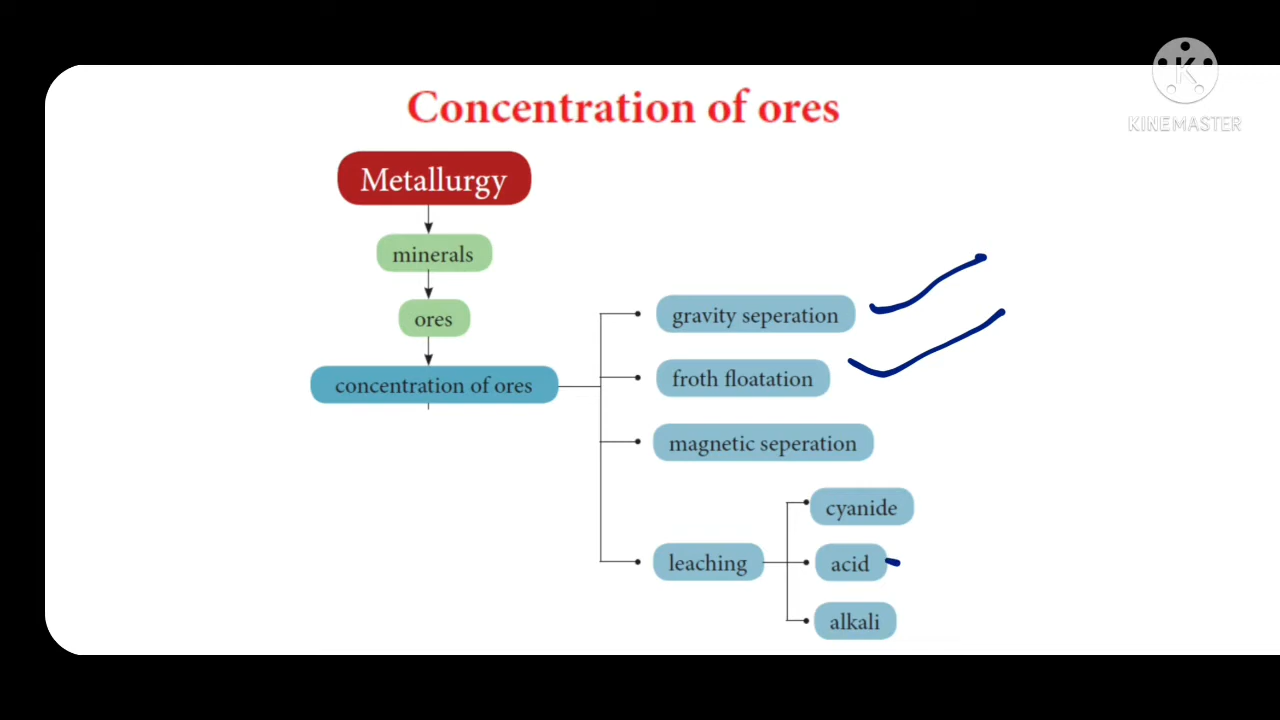 Concentration of ores
KINEMASTER
Metallurgy
minerals
ores
concentration of ores
gravity seperation
froth floatation
magnetic seperation
leaching
cyanide
acid
alkali